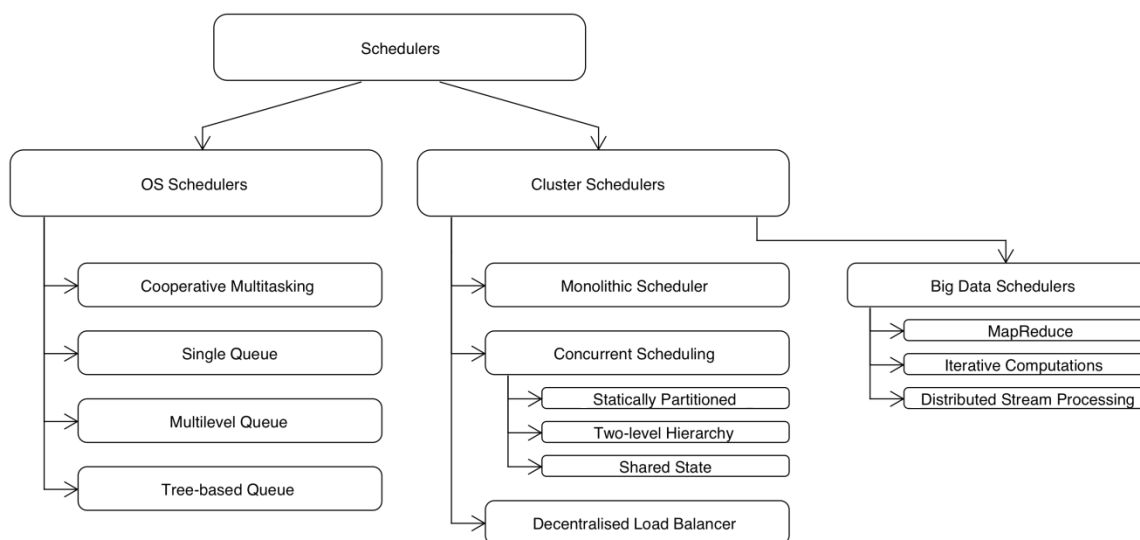 Schedulers
OS Schedulers
Cluster Schedulers
Cooperative Multitasking
Single Queue
Multilevel Queue
Tree-based Queue
Monolithic Scheduler
Concurrent Scheduling
Statically Partitioned
Two-level Hierarchy
Shared State
Decentralised Load Balancer
Big Data Schedulers
MapReduce
Iterative Computations
Distributed Stream Processing